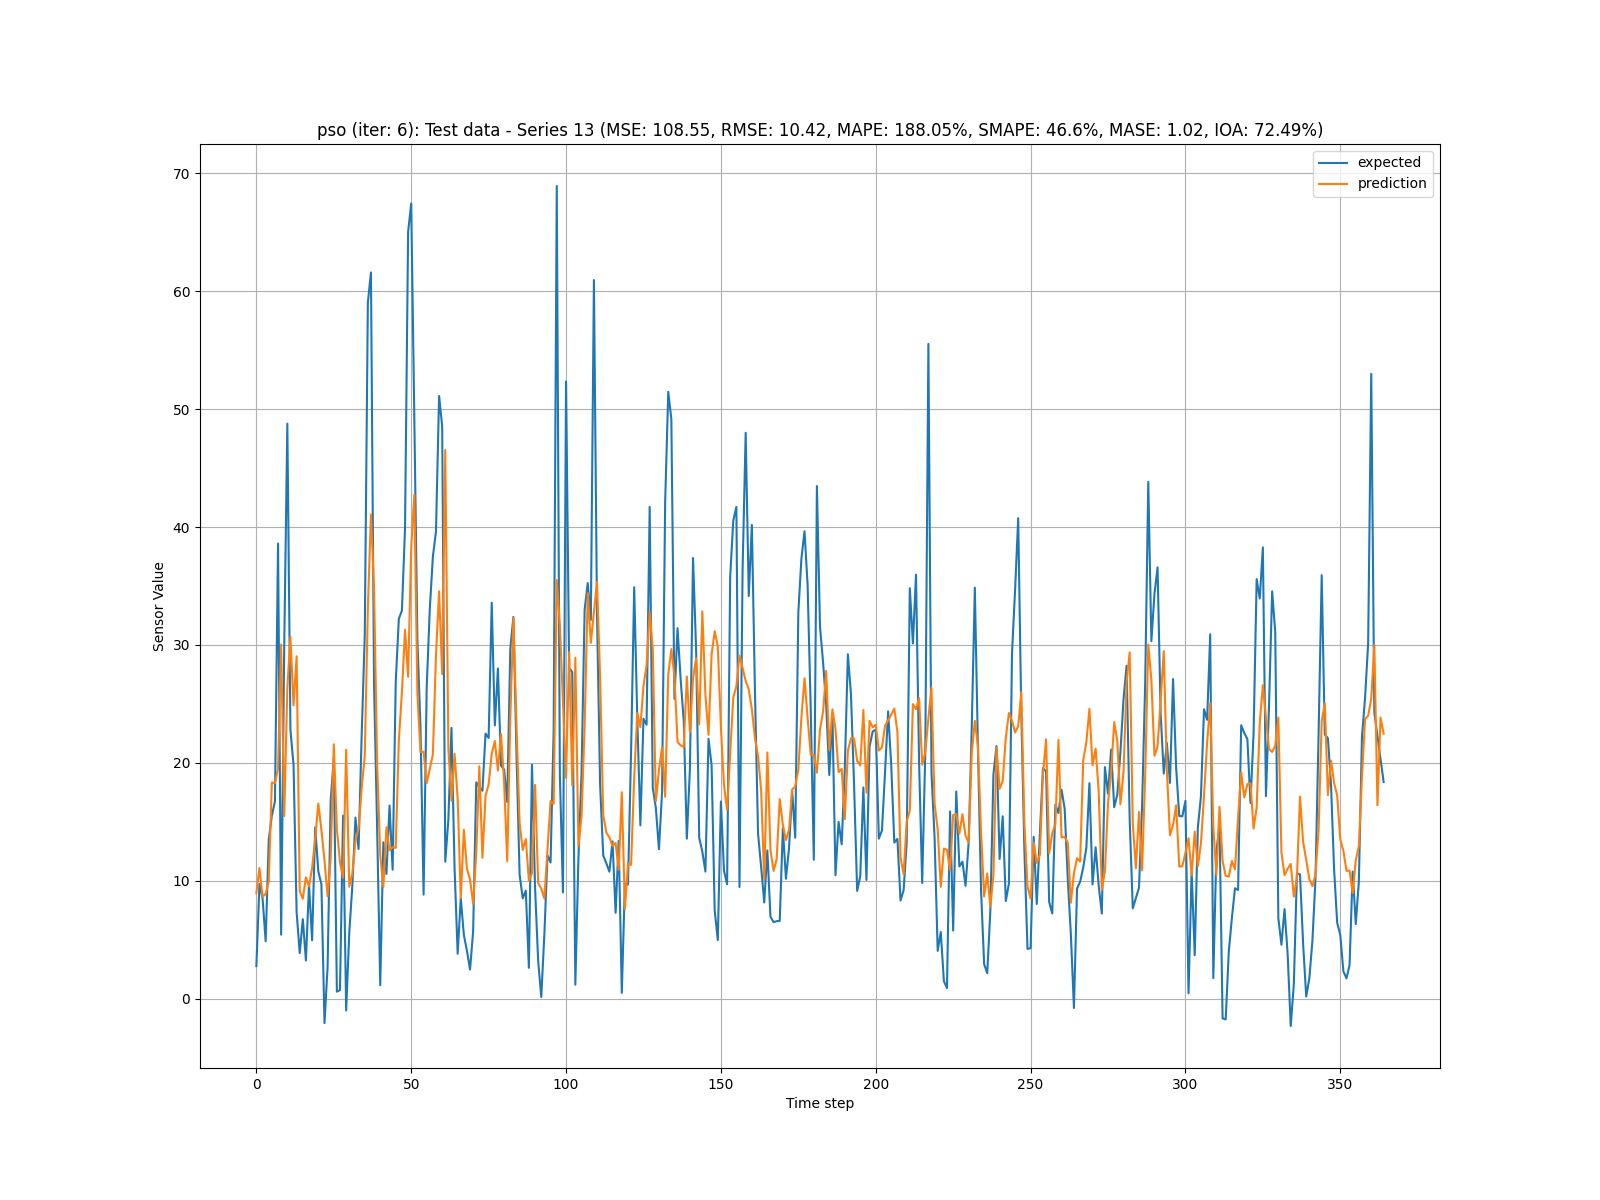 pso (iter: 6): Test data - Series 13 (MSE: 108.55, RMSE: 10.42, MAPE: 188.05%, SMAPE: 46.6%, MASE: 1.02, IOA: 72.49%)
expected
prediction
70
60
50
40
30
20
10
0
Sensor Value
0 50 100 150 200 250 300 350
Time step